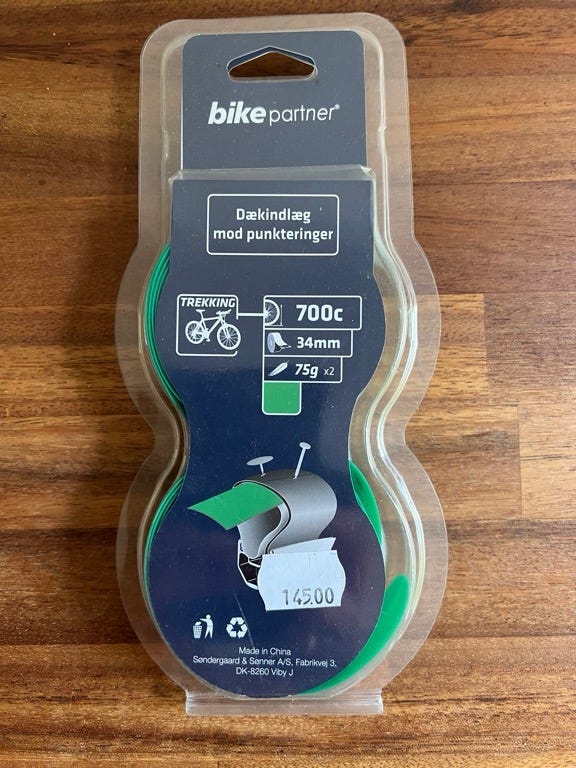 bikepartner®
Dækindlæg
mod punkteringer
TREKKING
700c
34mm
75g x2
145.00
Made in China
Søndergaard & Sønner A/S, Fabrikvej 3,
DK-8260 Viby J